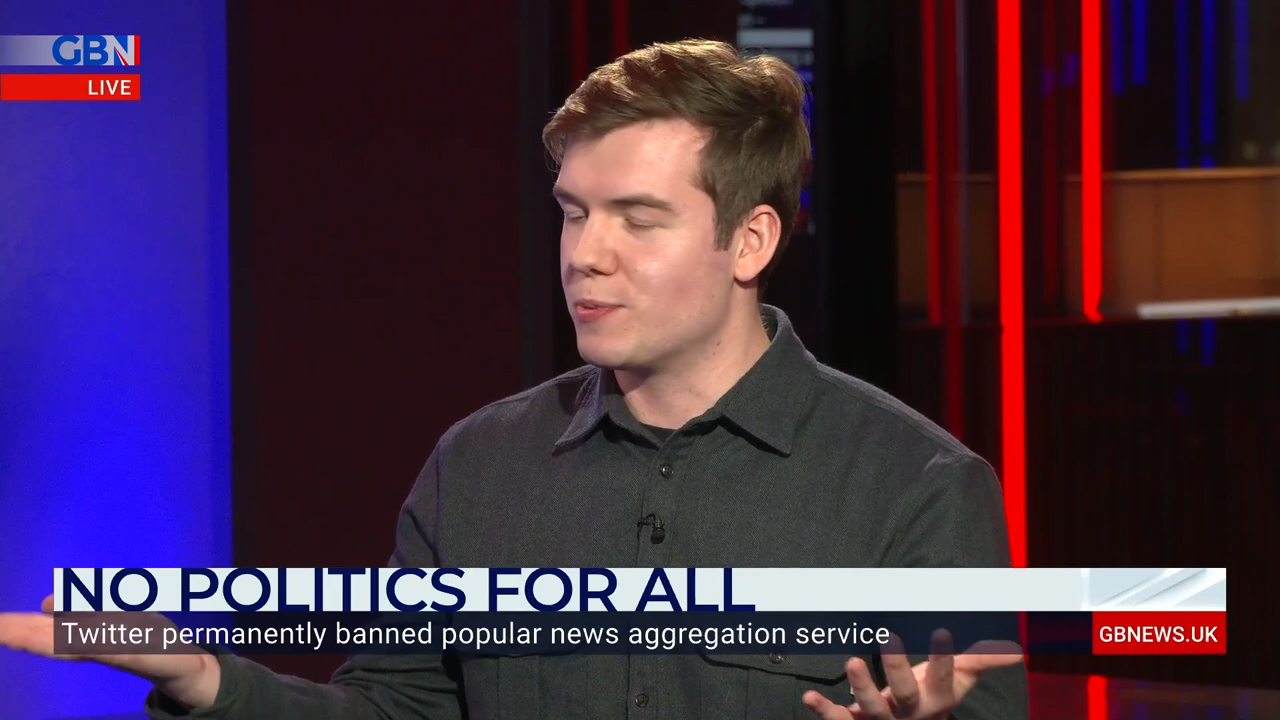 GBN
LIVE
NO POLITICS FOR ALL
Twitter permanently banned popular news aggregation service
GBNEWS.UK